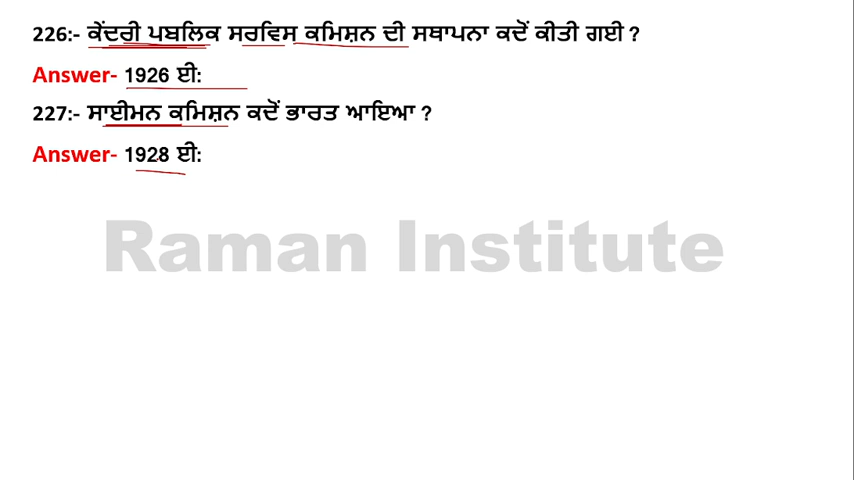 226:- ਕੇਂਦਰੀ ਪਬਲਿਕ ਸਰਵਿਸ ਕਮਿਸ਼ਨ ਦੀ ਸਥਾਪਨਾ ਕਦੋਂ ਕੀਤੀ ਗਈ ?
Answer- 1926 ਈ:
227:- ਸਾਈਮਨ ਕਮਿਸ਼ਨ ਕਦੋਂ ਭਾਰਤ ਆਇਆ ?
Answer- 1928 ਈ:
Raman Institute